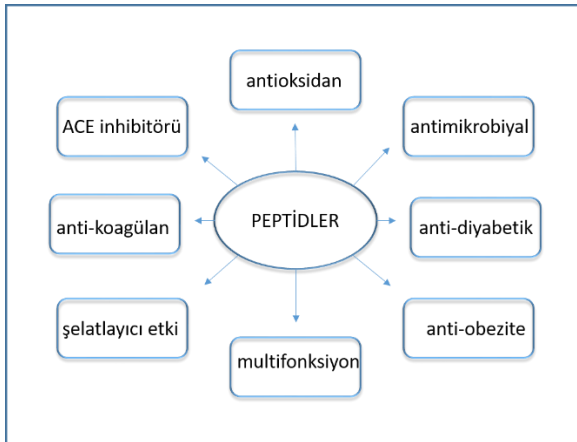 antioksidan
ACE inhibitörü
antimikrobiyal
anti-koagülan
PEPTİDLER
anti-diyabetik
şelatlayıcı etki
multifonksiyon
anti-obezite